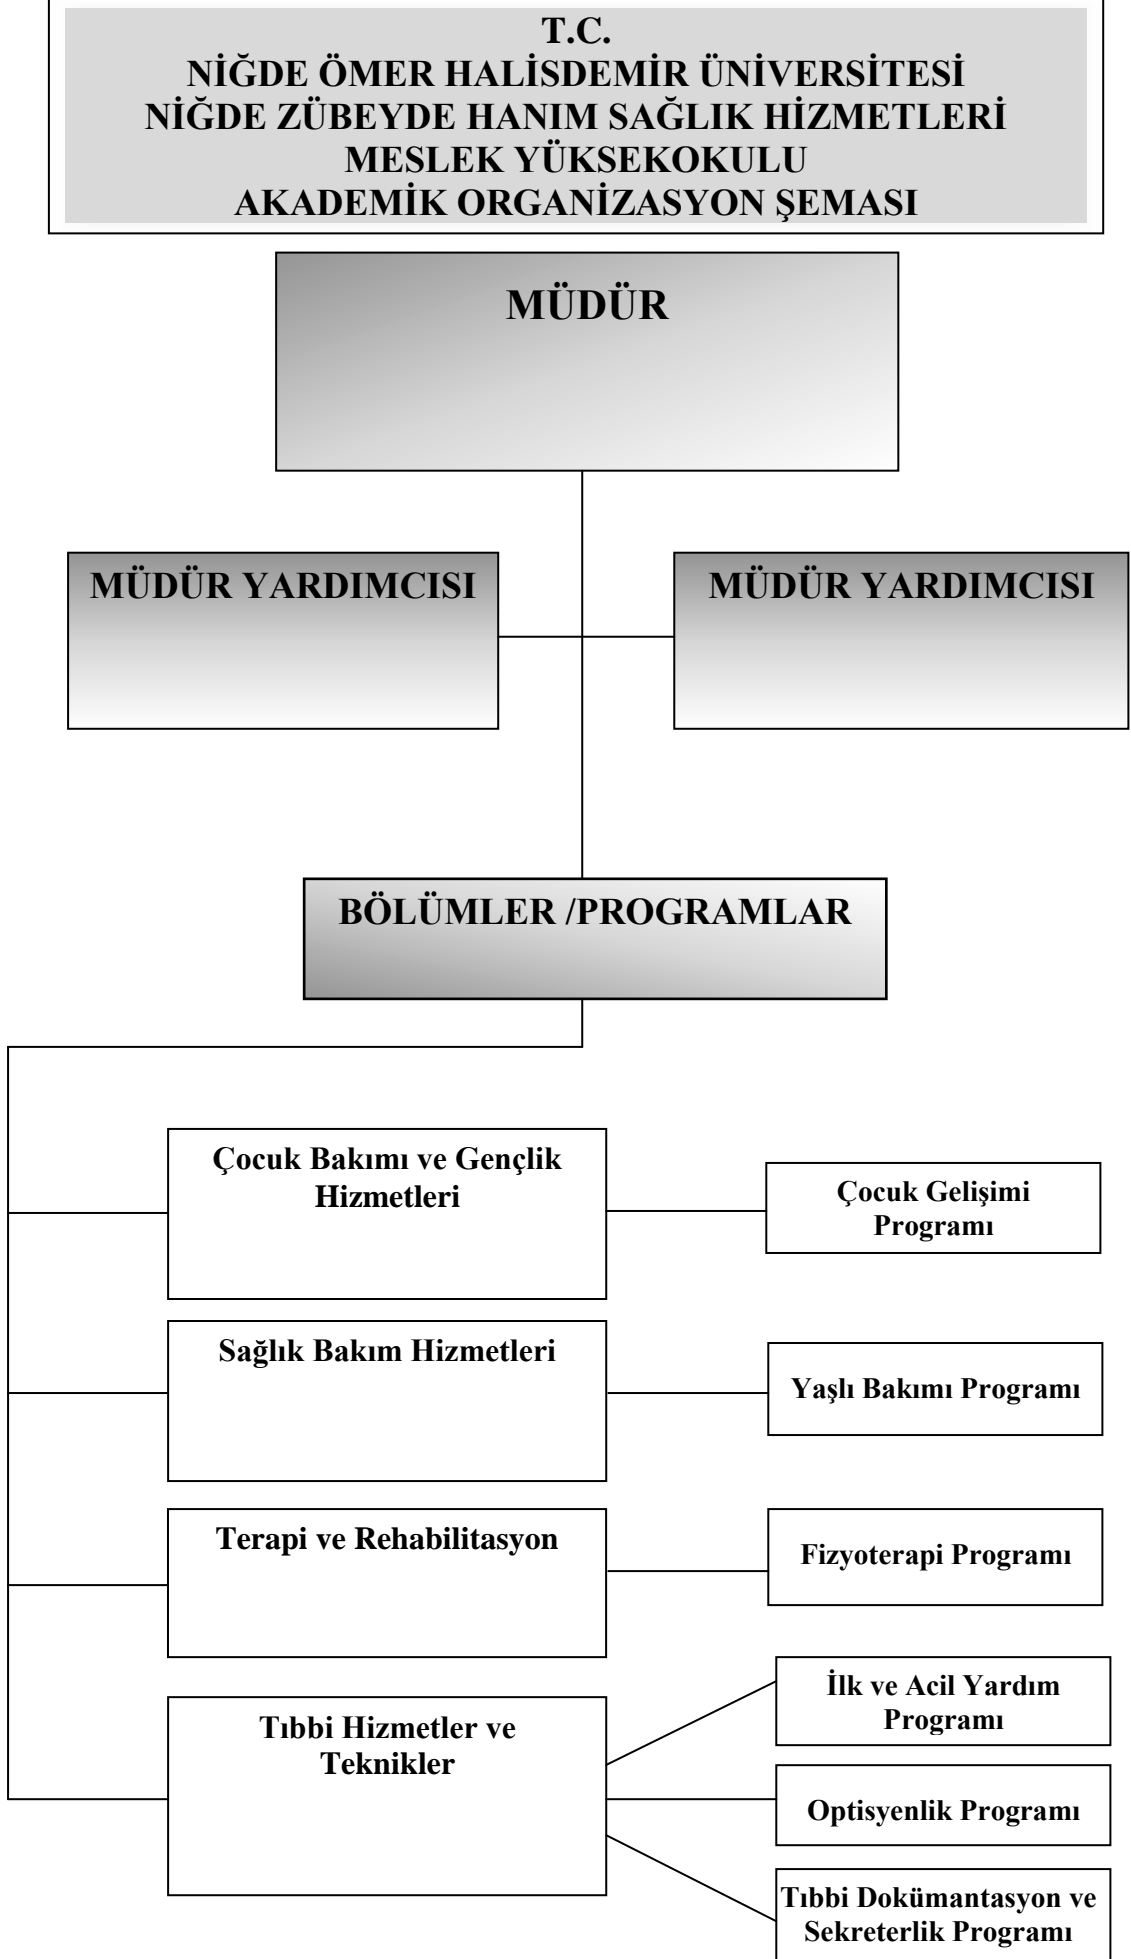 T.C.
NİĞDE ÖMER HALİSDEMİR ÜNİVERSİTESİ
NİĞDE ZÜBEYDE HANIM SAĞLIK HİZMETLERİ
MESLEK YÜKSEKOKULU
AKADEMİK ORGANİZASYON ŞEMASI
MÜDÜR
MÜDÜR YARDIMCISI
MÜDÜR YARDIMCISI
BÖLÜMLER /PROGRAMLAR
Çocuk Bakımı ve Gençlik
Hizmetleri
Çocuk Gelişimi
Programı
Sağlık Bakım Hizmetleri
Yaşlı Bakımı Programı
Terapi ve Rehabilitasyon
Fizyoterapi Programı
Tıbbi Hizmetler ve
Teknikler
İlk ve Acil Yardım
Programı
Optisyenlik Programı
Tıbbi Dokümantasyon ve
Sekreterlik Programı